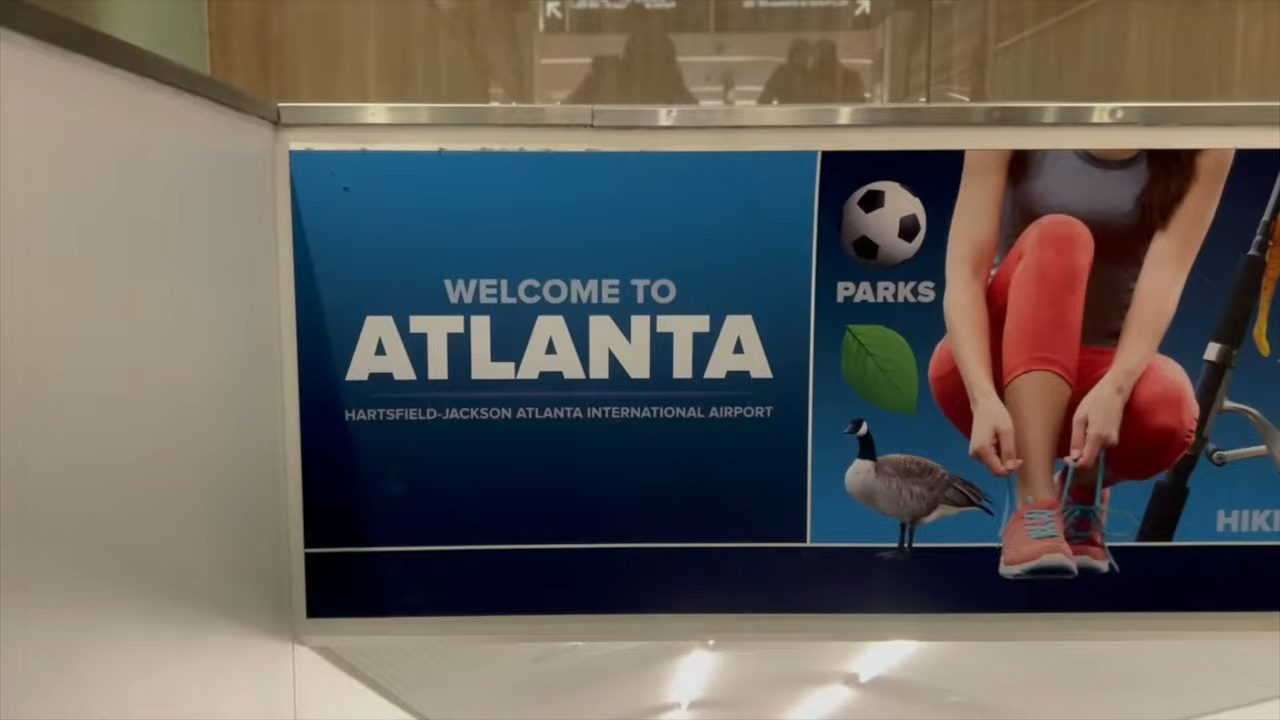 WELCOME TO
ATLANTA
HARTSFIELD-JACKSON ATLANTA INTERNATIONAL AIRPORT
PARKS